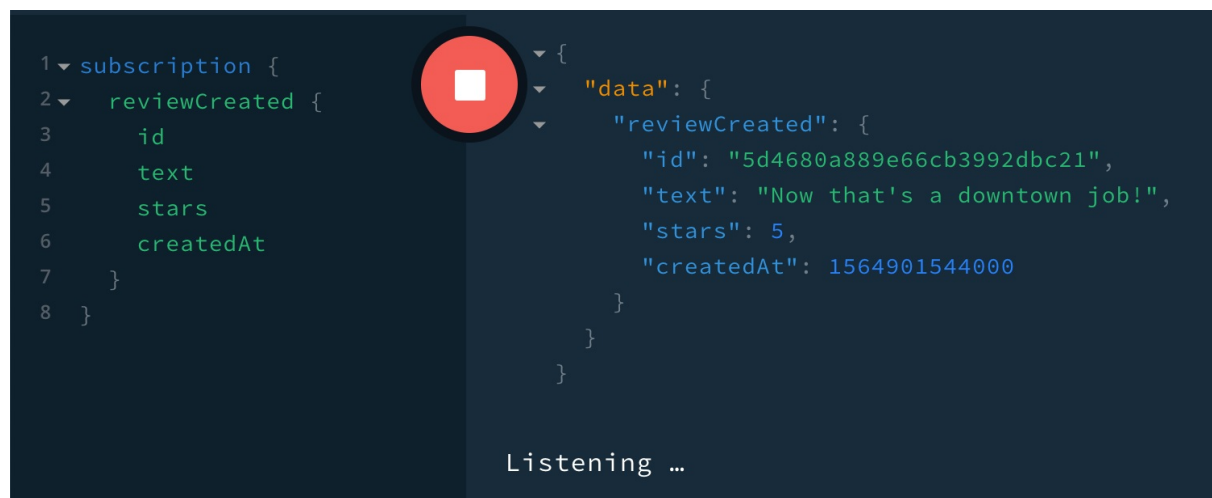 1 subscription {
2 reviewCreated {
3 id
4 text
5 stars
6 createdAt
7 }
8 }
{
"data": {
"reviewCreated": {
"id": "5d4680a889e66cb3992dbc21",
"text": "Now that's a downtown job!",
"stars": 5,
"createdAt": 1564901544000
}
}
}
Listening …